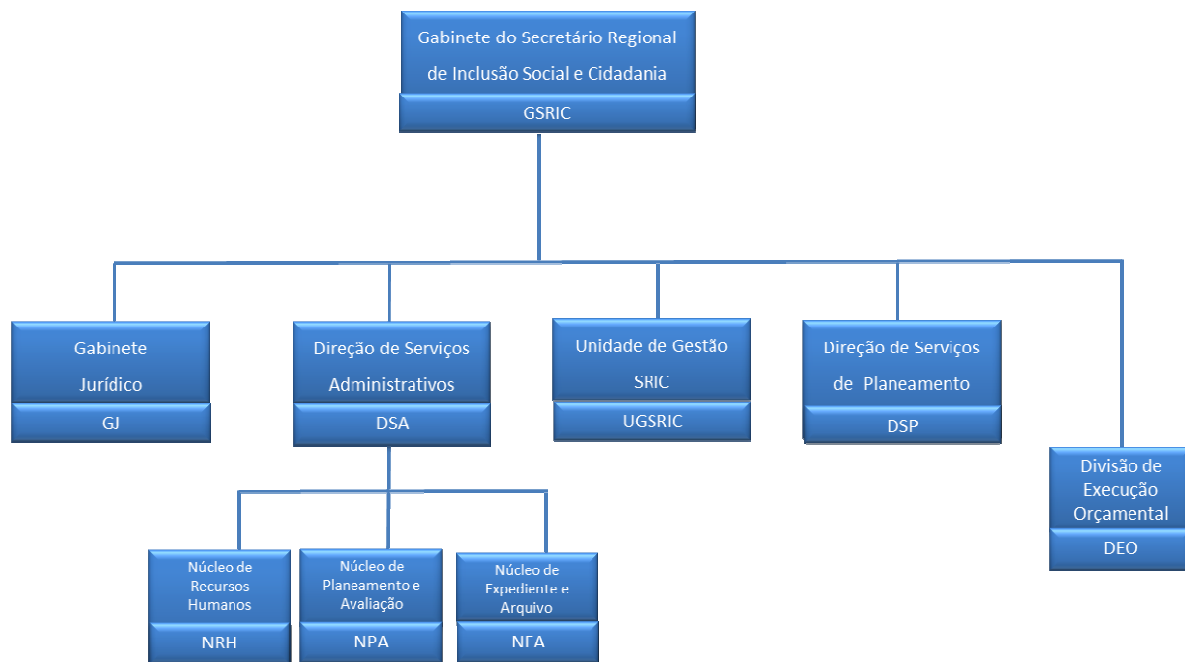 Gabinete do Secretário Regional
de Inclusão Social e Cidadania
GSRIC
Gabinete
Jurídico
GJ
Direção de Serviços
Administrativos
DSA
Unidade de Gestão
SRIC
UGSRIC
Direção de Serviços
de Planeamento
DSP
Divisão de
Execução
Orçamental
DEO
Núcleo de
Recursos
Humanos
NRH
Núcleo de
Planeamento e
Avaliação
NPA
Núcleo de
Expediente e
Arquivo
NEA